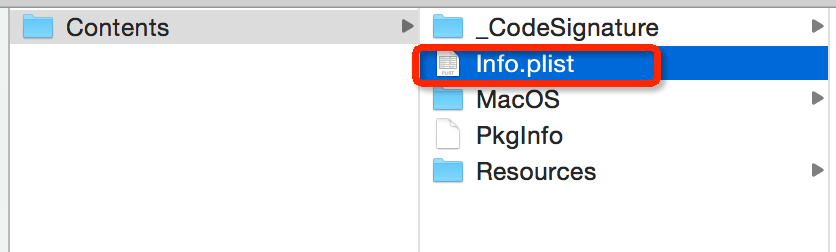 Contents
_CodeSignature
Info.plist
MacOS
PkgInfo
Resources